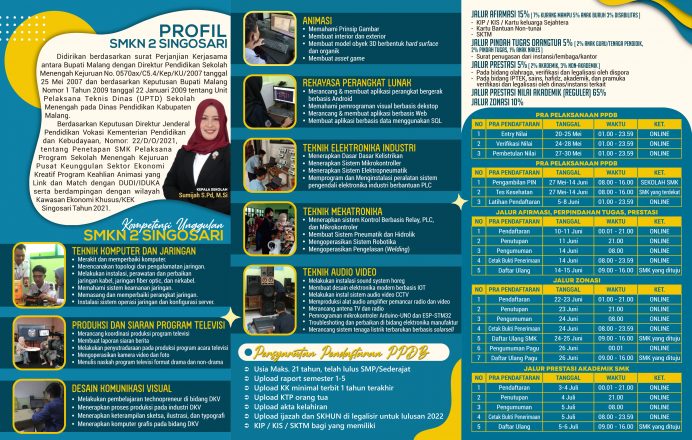 PROFIL
SMKN 2 SINGOSARI
Didirikan berdasarkan surat Perjanjian Kerjasama
antara Bupati Malang dengan Direktur Pendidikan Sekolah
Menengah Kejuruan No. 0570ax/C5.4/Kep/KU/2007 tanggal
25 Mei 2007 dan berdasarkan Keputusan Bupati Malang
Nomor 1 Tahun 2009 tanggal 22 Januari 2009 tentang Unit
Pelaksana Teknis Dinas (UPTD) Sekolah
Menengah pada Dinas Pendidikan Kabupaten
Malang.
Berdasarkan Keputusan Direktur Jenderal
Pendidikan Vokasi Kementerian Pendidikan
dan Kebudayaan, Nomor: 22/D/O/2021,
tentang Penetapan SMK Pelaksana
Program Sekolah Menengah Kejuruan
Pusat Keunggulan Sektor Ekonomi
Kreatif Program Keahlian Animasi yang
Link and Match dengan DUDI/DUKA
serta berdampingan dengan wilayah
Kawasan Ekonomi Khusus/KEK
Singosari Tahun 2021.
KEPALA SEKOLAH
Sumijah S.Pd, M.Si
Kompetensi Unggulan
SMKN 2 SINGOSARI
TEKNIK KOMPUTER DAN JARINGAN
Merakit dan memperbaiki komputer.
Merencanakan topologi dan pengalamatan jaringan.
Melakukan instalasi, perawatan dan perbaikan
jaringan kabel, jaringan fiber optic, dan nirkabel.
Memahami sistem keamanan jaringan.
Memasang dan memperbaiki perangkat jaringan.
Instalasi sistem operasi jaringan dan konfigurasi server.
PRODUKSI DAN SIARAN PROGRAM TELEVISI
Merancang koordinasi produksi program televisi
Membuat laporan siaran berita
Melakukan penyutradaraan pada produksi program acara televisi
Mengoperasikan kamera video dan foto
Menulis naskah program televisi format drama dan non-drama
DESAIN KOMUNIKASI VISUAL
Melakukan pembelajaran technopreneur di bidang DKV
Menerapkan proses produksi pada industri DKV
Menerapkan keterampilan sketsa, ilustrasi, dan typografi
Menerapkan komputer grafis pada bidang DKV
ANIMASI
Memahami Prinsip Gambar
Membuat interior dan exterior
Membuat model obyek 3D berbentuk hard surface
dan organik
Membuat asset game
REKAYASA PERANGKAT LUNAK
Merancang & membuat aplikasi perangkat bergerak
berbasis Android
Memahami pemrograman visual berbasis dekstop
Merancang & membuat aplikasi berbasis Web
Membuat aplikasi berbasis data menggunakan SQL
TEKNIK ELEKTRONIKA INDUSTRI
Menerapkan Dasar Dasar Kelistrikan
Menerapkan Sistem Mikrokontroler
Menerapkan Sistem Elektropneumatik
Memprogram dan Menginstalasi peralatan sistem
pengendali elektronika industri berbantuan PLC
TEKNIK MEKATRONIKA
Menerapkan sistem Kontrol Berbasis Relay, PLC,
dan Mikrokontroler
Membuat Sistem Pneumatik dan Hidrolik
Mengoperasikan Sistem Robotika
Mengoperasikan Pengelasan (Welding)
TEKNIK AUDIO VIDEO
Melakukan instalasi sound system horeg
Membuat desain elektronika modern berbasis IOT
Melakukan instal sistem audio video CCTV
Memproduksi alat audio amplifier pemancar radio dan video
Merancang antena TV dan radio
Pemrograman mikrokontroler Arduino-UNO dan ESP-STM32
Troubleshoting dan perbaikan di bidang elektronika manufaktur
Merancang sistem tenaga listrik terbarukan berbasis solarsell
Persyaratan Pendaftaran PPDB
Usia Maks. 21 tahun, telah lulus SMP/Sederajat
Upload raport semester 1-5
Upload KK minimal terbit 1 tahun terakhir
Upload KTP orang tua
Upload akta kelahiran
Upload ijazah dan SKHUN di legalisir untuk lulusan 2022
KIP / KIS / SKTM bagi yang memiliki
JALUR AFIRMASI 15% [ 7% KURANG MAMPU 5% ANAK BURUH 3% DISABILITAS ]
- KIP / KIS / Kartu keluarga Sejahtera
- Kartu Bantuan Non-tunai
- SKTM
JALUR PINDAH TUGAS ORANGTUA 5% [ 2% ANAK GURU/TENAGA PENDIDIK,
2% PINDAH TUGAS, 1% ANAK NAKES ]
- Surat penugasan dari instansi/lembaga/kantor
JALUR PRESTASI 5% [ 2% AKADEMIK, 3% NON-AKADEMIK ]
- Pada bidang olahraga, verifikasi dan legalisasi oleh dispora
- Pada bidang IPTEK, sains, hafidz, akademik, dan pramuka
verifikasi dan legalisasi oleh dinas/instansi terkait
JALUR PRESTASI NILAI AKADEMIK (REGULER) 65%
JALUR ZONASI 10%
PRA PELAKSANAAN PPDB
NO PRA PENDAFTARAN TANGGAL WAKTU KET.
1 Entry Nilai 20-25 Mei 01.00 - 23.59 ONLINE
2 Verifikasi Nilai 24-28 Mei 01.00 - 23.59 ONLINE
3 Pembetulan Nilai 27-30 Mei 01.00 - 23.59 ONLINE
PRA PELAKSANAAN PPDB
NO PRA PENDAFTARAN TANGGAL WAKTU KET.
1 Pengambilan PIN 27 Mei-14 Juni 08.00 - 16.00 SEKOLAH SMK
2 Tes Kesehatan 27 Mei-14 Juni 08.00 - 16.00 SMK yang terdekat
3 Latihan Pendaftaran 5-8 Juni 01.00 - 23.59 ONLINE
JALUR AFIRMASI, PERPINDAHAN TUGAS, PRESTASI
NO PRA PENDAFTARAN TANGGAL WAKTU KET.
1 Pendaftaran 10-11 Juni 00.01 - 21.00 ONLINE
2 Penutupan 11 Juni 21.00 ONLINE
3 Pengumuman 14 Juni 08.00 ONLINE
4 Cetak Bukti Penerimaan 14 Juni 08.00 - 23.59 ONLINE
5 Daftar Ulang 14-15 Juni 09.00 - 16.00 SMK yang dituju
JALUR ZONASI
NO PRA PENDAFTARAN TANGGAL WAKTU KET.
1 Pendaftaran 22-23 Juni 01.00 - 21.00 ONLINE
2 Penutupan 23 Juni 21.00 ONLINE
3 Pengumuman 24 Juni 08.00 ONLINE
4 Cetak Bukti Penerimaan 24 Juni 08.00 - 23.59 ONLINE
5 Daftar Ulang SMK 24-25 Juni 09.00 - 16.00 SMK yang dituju
6 Pengumuman Pagu 26 Juni 00.01 ONLINE
7 Daftar Ulang Pagu 26 Juni 09.00 - 16.00 SMK yang dituju
JALUR PRESTASI AKADEMIK SMK
NO PRA PENDAFTARAN TANGGAL WAKTU KET.
1 Pendaftaran 3-4 Juli 00.01 - 21.00 ONLINE
2 Penutupan 4 Juli 21.00 ONLINE
3 Pengumuman 5 Juli 08.00 ONLINE
4 Cetak Bukti Penerimaan 5 Juli 08.00 - 23.59 ONLINE
5 Daftar Ulang 5-6 Juli 09.00 - 16.00 SMK yang dituju